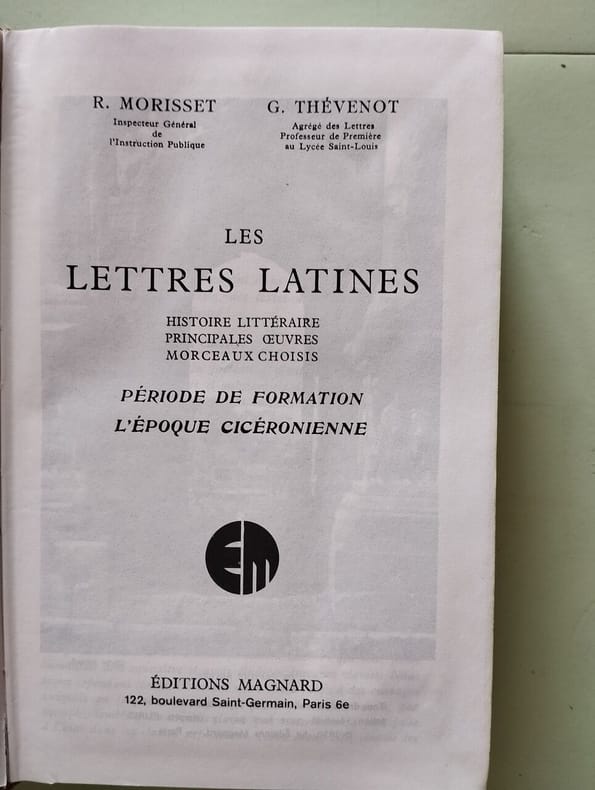 R. MORISSET
Inspecteur Général
de
l'Instruction Publique
G. THÉVENOT
Agrégé des Lettres
Professeur de Première
au Lycée Saint-Louis
LES
LETTRES LATINES
HISTOIRE LITTÉRAIRE
PRINCIPALES ŒUVRES
MORCEAUX CHOISIS
PÉRIODE DE FORMATION
L'ÉPOQUE CICÉRONIENNE
EM
ÉDITIONS MAGNARD
122, boulevard Saint-Germain, Paris 6e